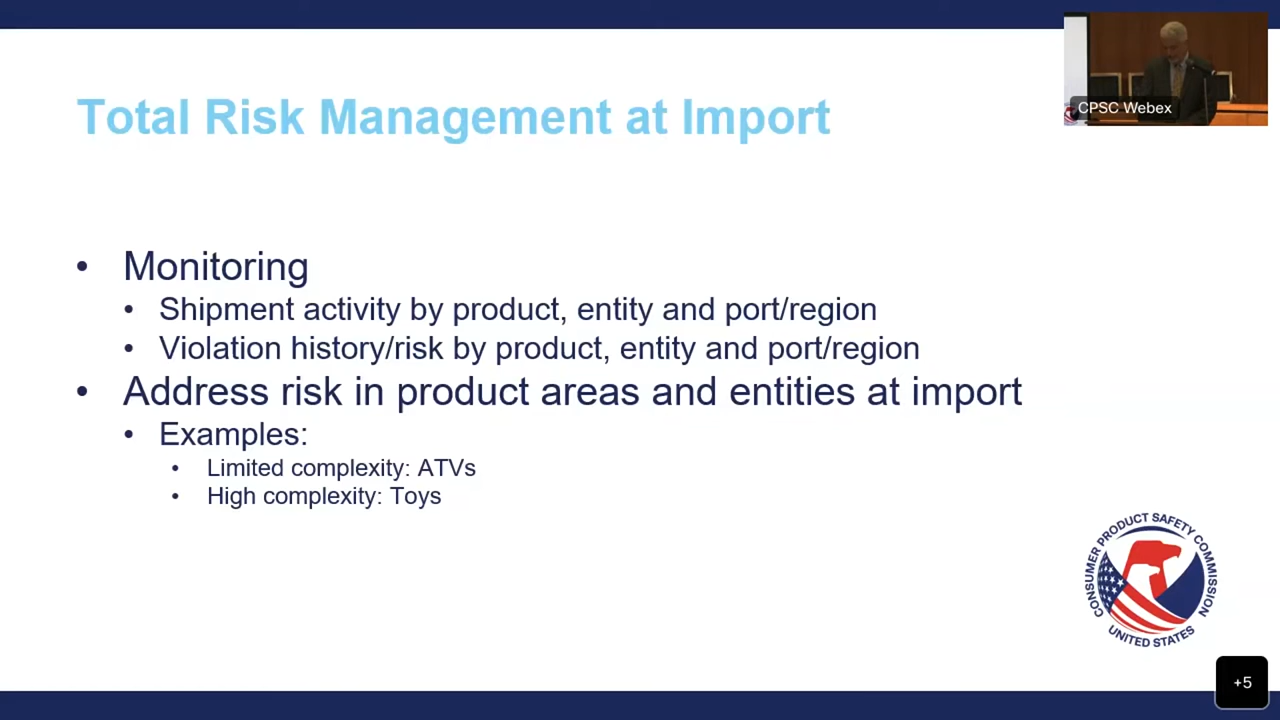 CPSC Webex
Total Risk Management at Import
• Monitoring
• Shipment activity by product, entity and port/region
• Violation history/risk by product, entity and port/region
• Address risk in product areas and entities at import
• Examples:
• Limited complexity: ATVs
• High complexity: Toys
CONSUMER PRODUCT SAFETY COMMISSION
UNITED STATES
+5